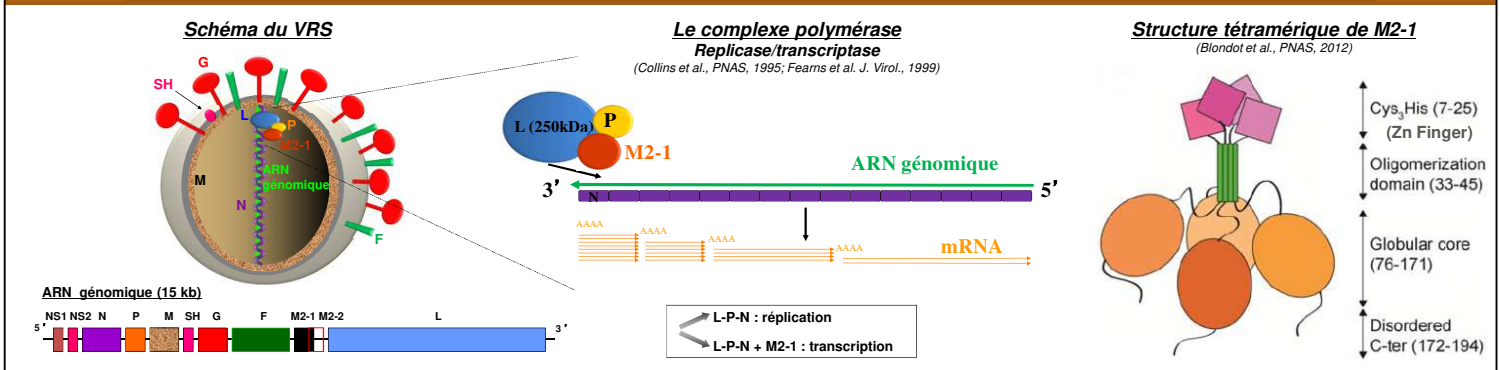 Schéma du VRS
G
SH
L
P
M2-1
M
ARN
génomique
N
F
ARN génomique (15 kb)
NS1 NS2 N P M SH G F M2-1 M2-2 L
5 ' 3 '
Le complexe polymérase
Replicase/transcriptase
(Collins et al., PNAS, 1995; Fearns et al. J. Virol., 1999)
L (250kDa) P
M2-1
ARN génomique
3' 5'
N
AAAA
AAAA
AAAA
AAAA
mRNA
L-P-N : réplication
L-P-N + M2-1 : transcription
Structure tétramérique de M2-1
(Blondot et al., PNAS, 2012)
Cys3His (7-25)
(Zn Finger)
Oligomerization
domain (33-45)
Globular core
(76-171)
Disordered
C-ter (172-194)